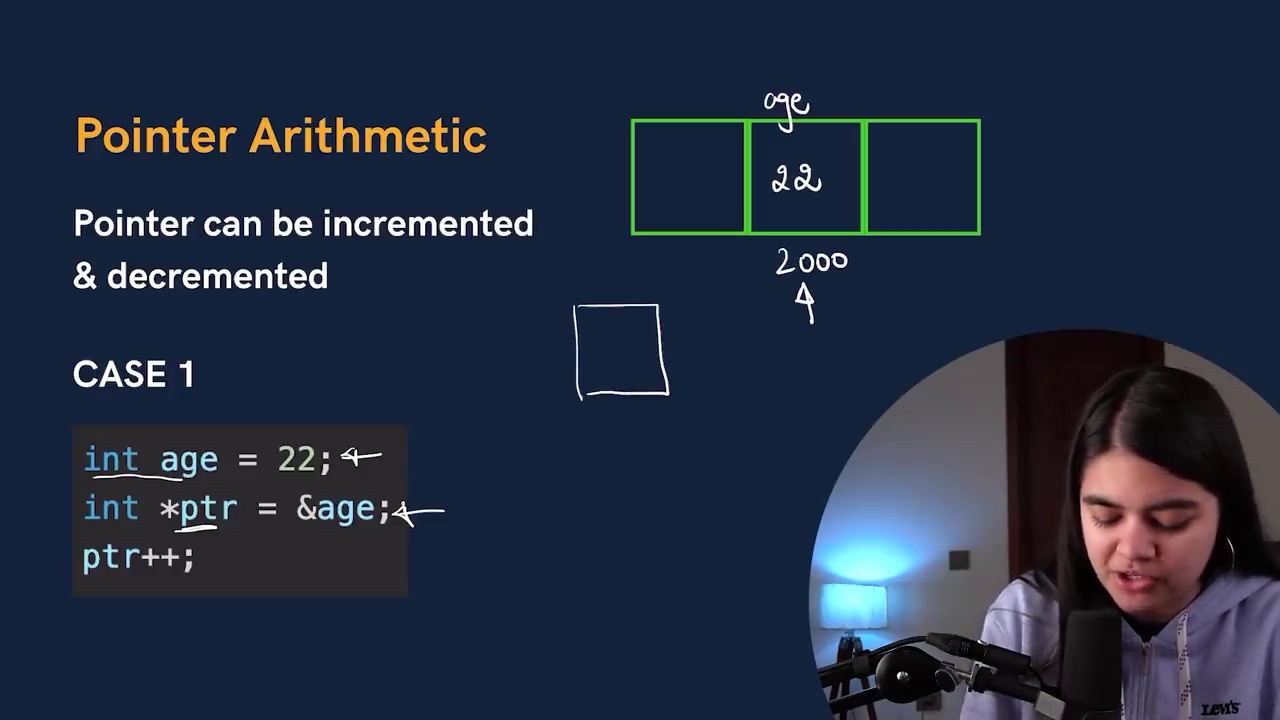 Pointer Arithmetic
Pointer can be incremented
& decremented
CASE 1
int age = 22;
int *ptr = &age;
ptr++;
age
22
2000
Levi's